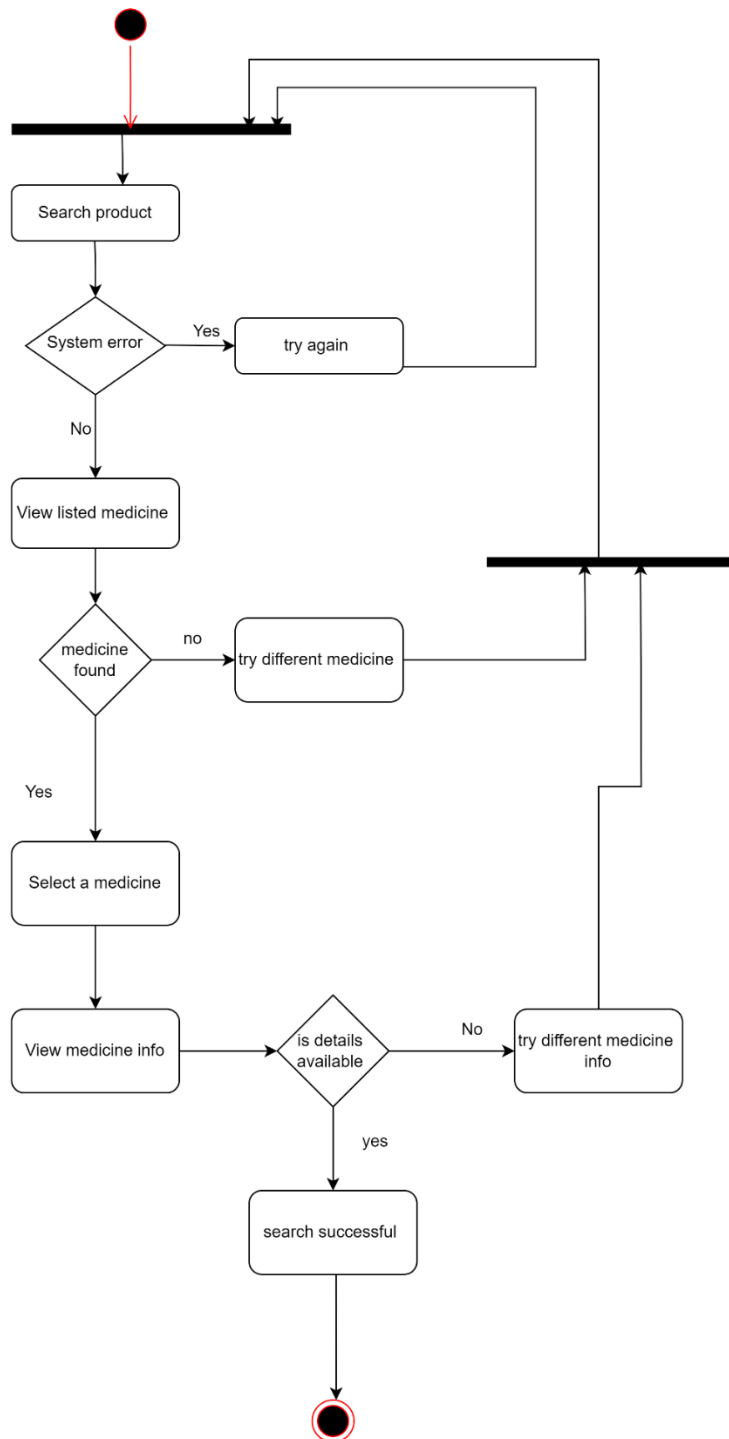 Search product
System error
Yes
try again
No
View listed medicine
medicine
found
no
try different medicine
Yes
Select a medicine
View medicine info
is details
available
No
try different medicine
info
yes
search successful